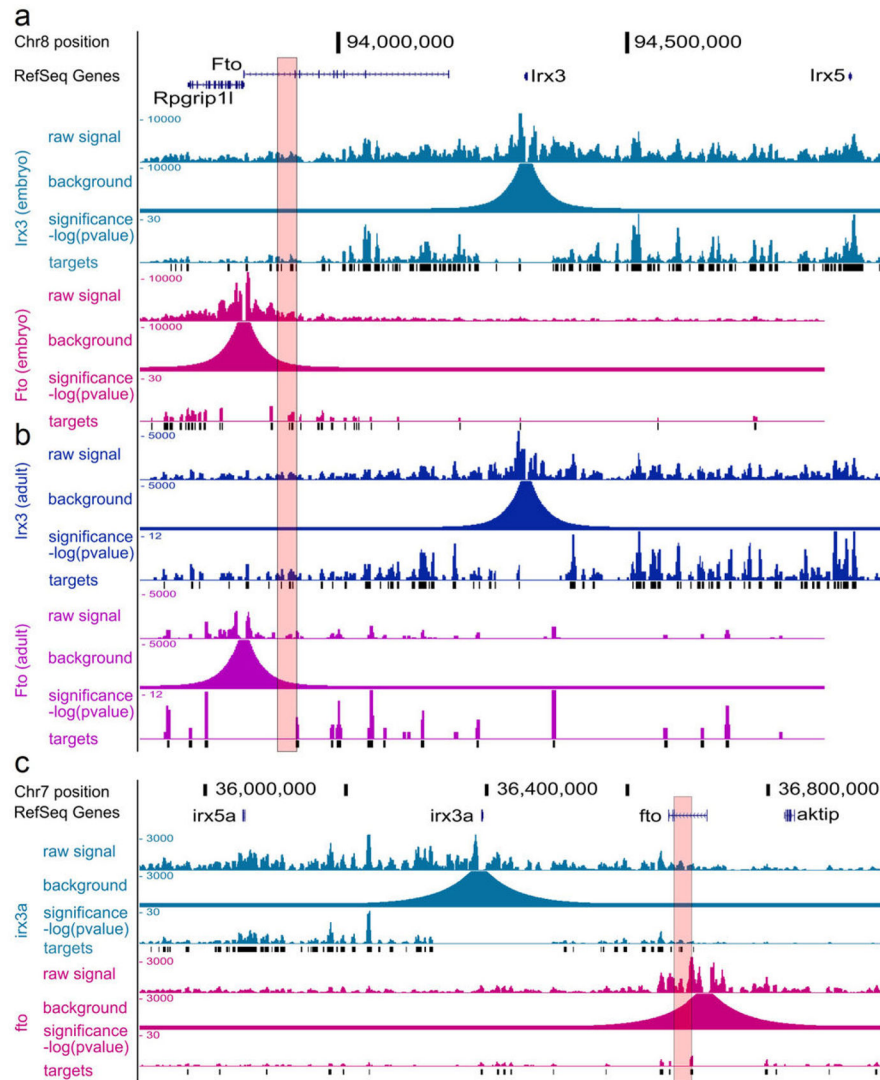 a
Chr8 position 94,000,000 94,500,000
RefSeq Genes Fto Irx3 Irx5
Rpgrip1l
Irx3 (embryo)
raw signal - 10000
background - 10000
significance - 30
-log(pvalue)
targets
Fto (embryo)
raw signal - 10000
background - 10000
significance - 30
-log(pvalue)
targets
b
Irx3 (adult)
raw signal - 5000
background - 5000
significance - 12
-log(pvalue)
targets
Fto (adult)
raw signal - 5000
background - 5000
significance - 12
-log(pvalue)
targets
c
Chr7 position 36,000,000 36,400,000 36,800,000
RefSeq Genes irx5a irx3a fto aktip
irx3a
raw signal - 3000
background - 3000
significance - 30
-log(pvalue)
targets
fto
raw signal - 3000
background - 3000
significance - 30
-log(pvalue)
targets